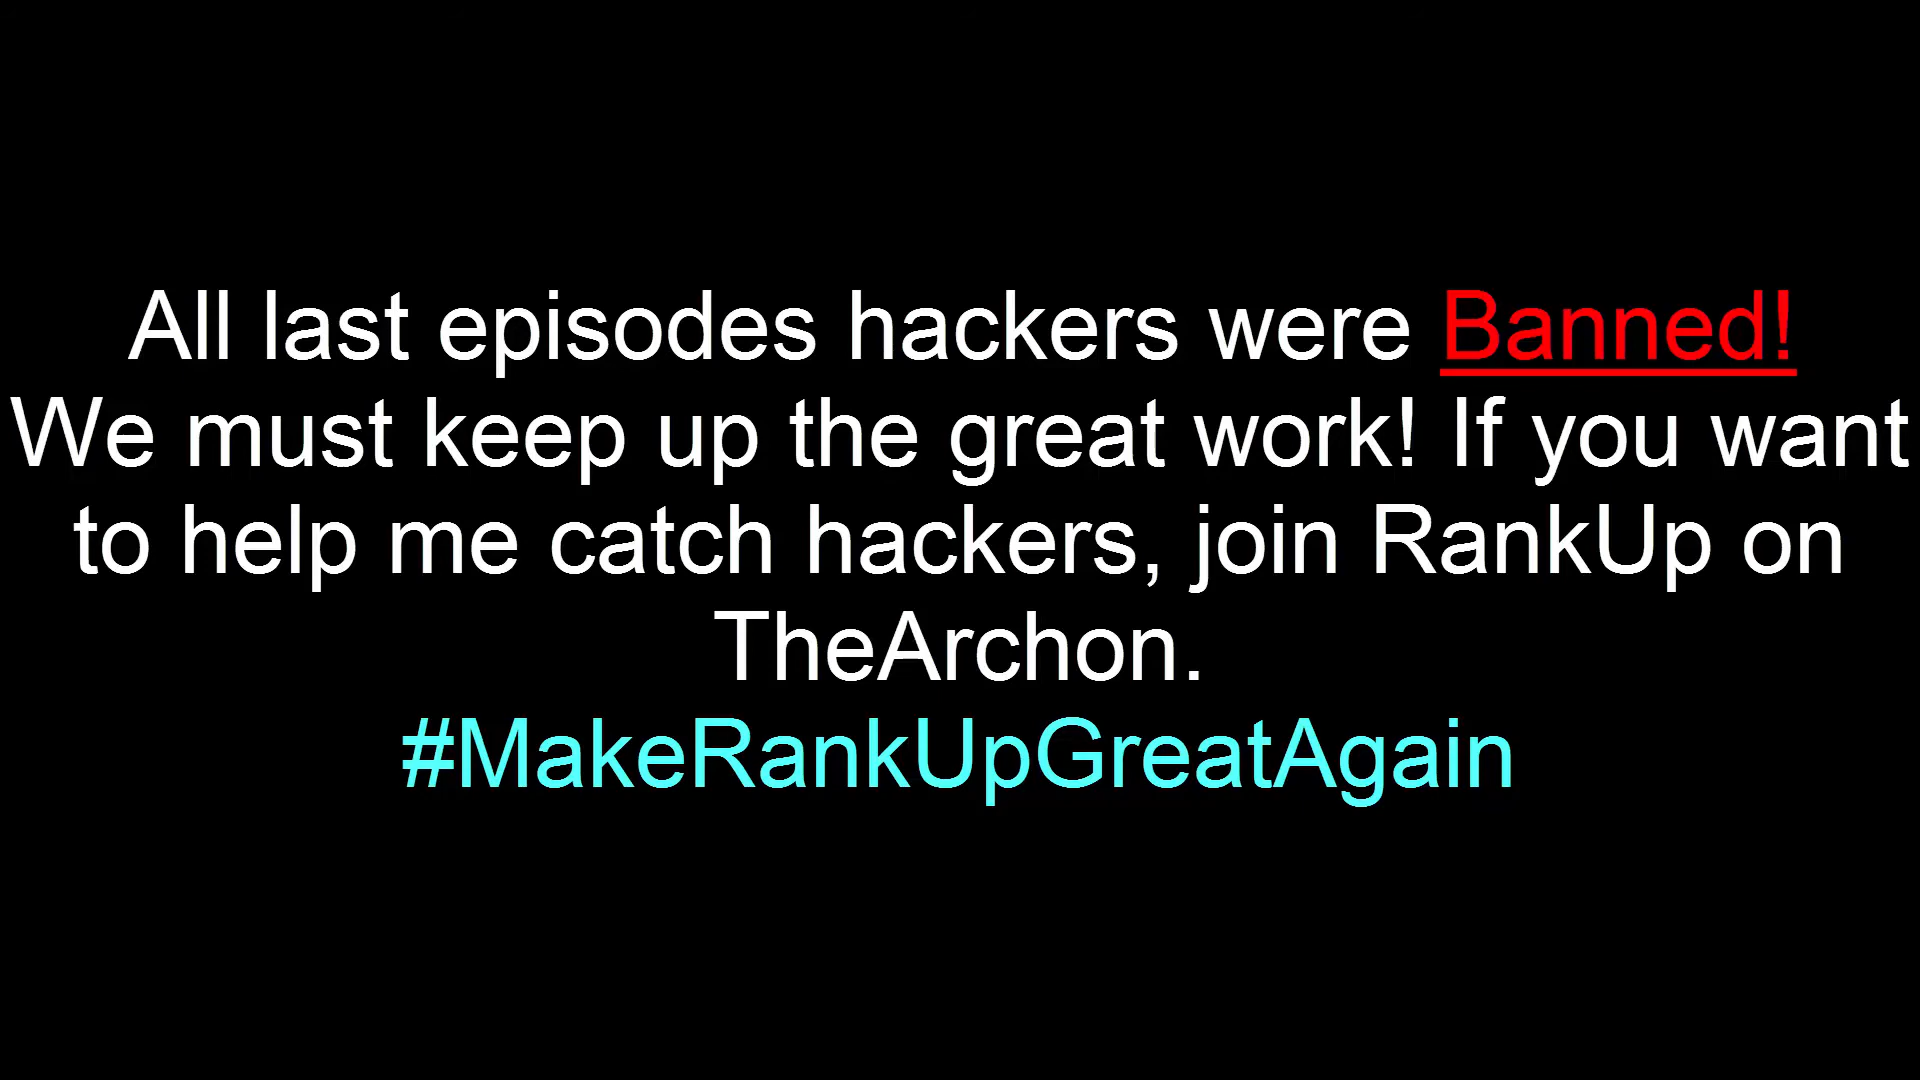 All last episodes hackers were Banned!
We must keep up the great work! If you want
to help me catch hackers, join RankUp on
TheArchon.
#MakeRankUpGreatAgain